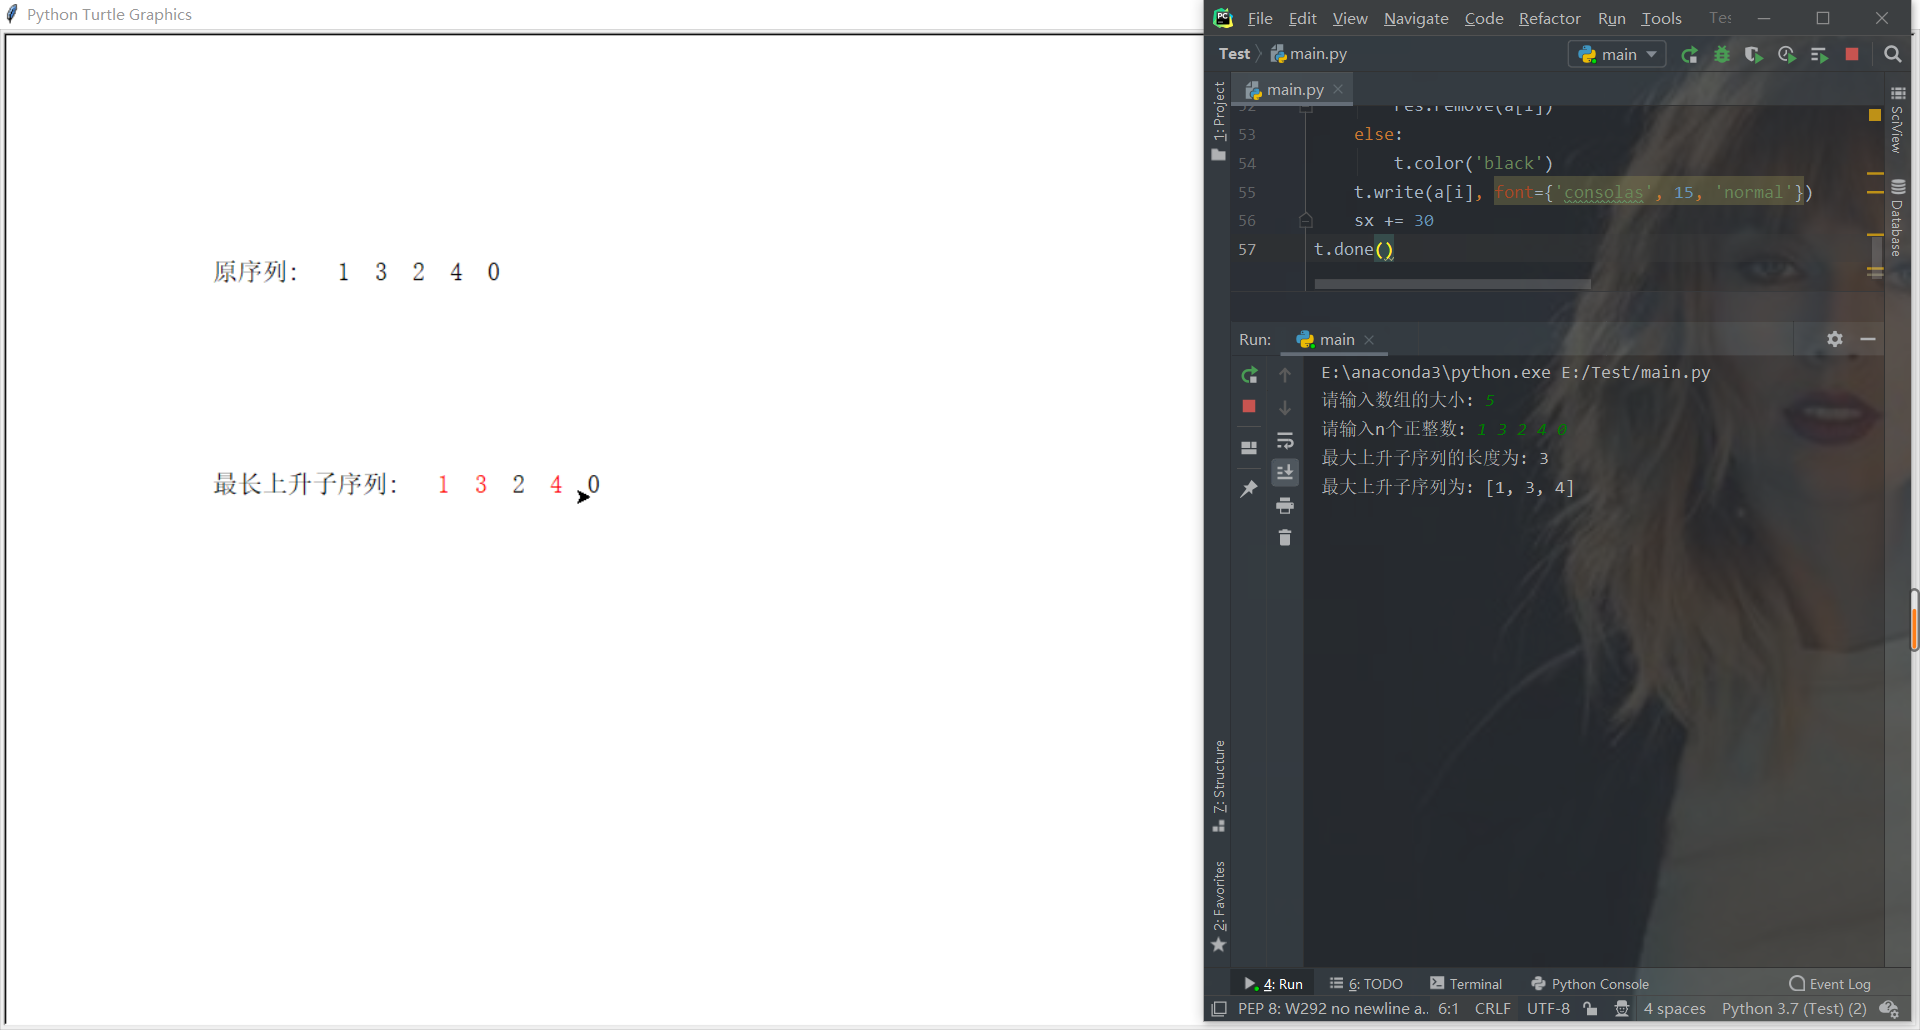 Python Turtle Graphics
原序列: 1 3 2 4 0
最长上升子序列: 1 3 2 4 0
File Edit View Navigate Code Refactor Run Tools Tes
Test main.py
main
main.py
1: Project
SciView
Database
52 res.remove(a[i])
53 else:
54 t.color('black')
55 t.write(a[i], font={'consolas', 15, 'normal'})
56 sx += 30
57 t.done()
Run: main
E:\anaconda3\python.exe E:/Test/main.py
请输入数组的大小: 5
请输入n个正整数: 1 3 2 4 0
最大上升子序列的长度为: 3
最大上升子序列为: [1, 3, 4]
7: Structure
2: Favorites
4: Run 6: TODO Terminal Python Console Event Log
PEP 8: W292 no newline a.. 6:1 CRLF UTF-8 4 spaces Python 3.7 (Test) (2)